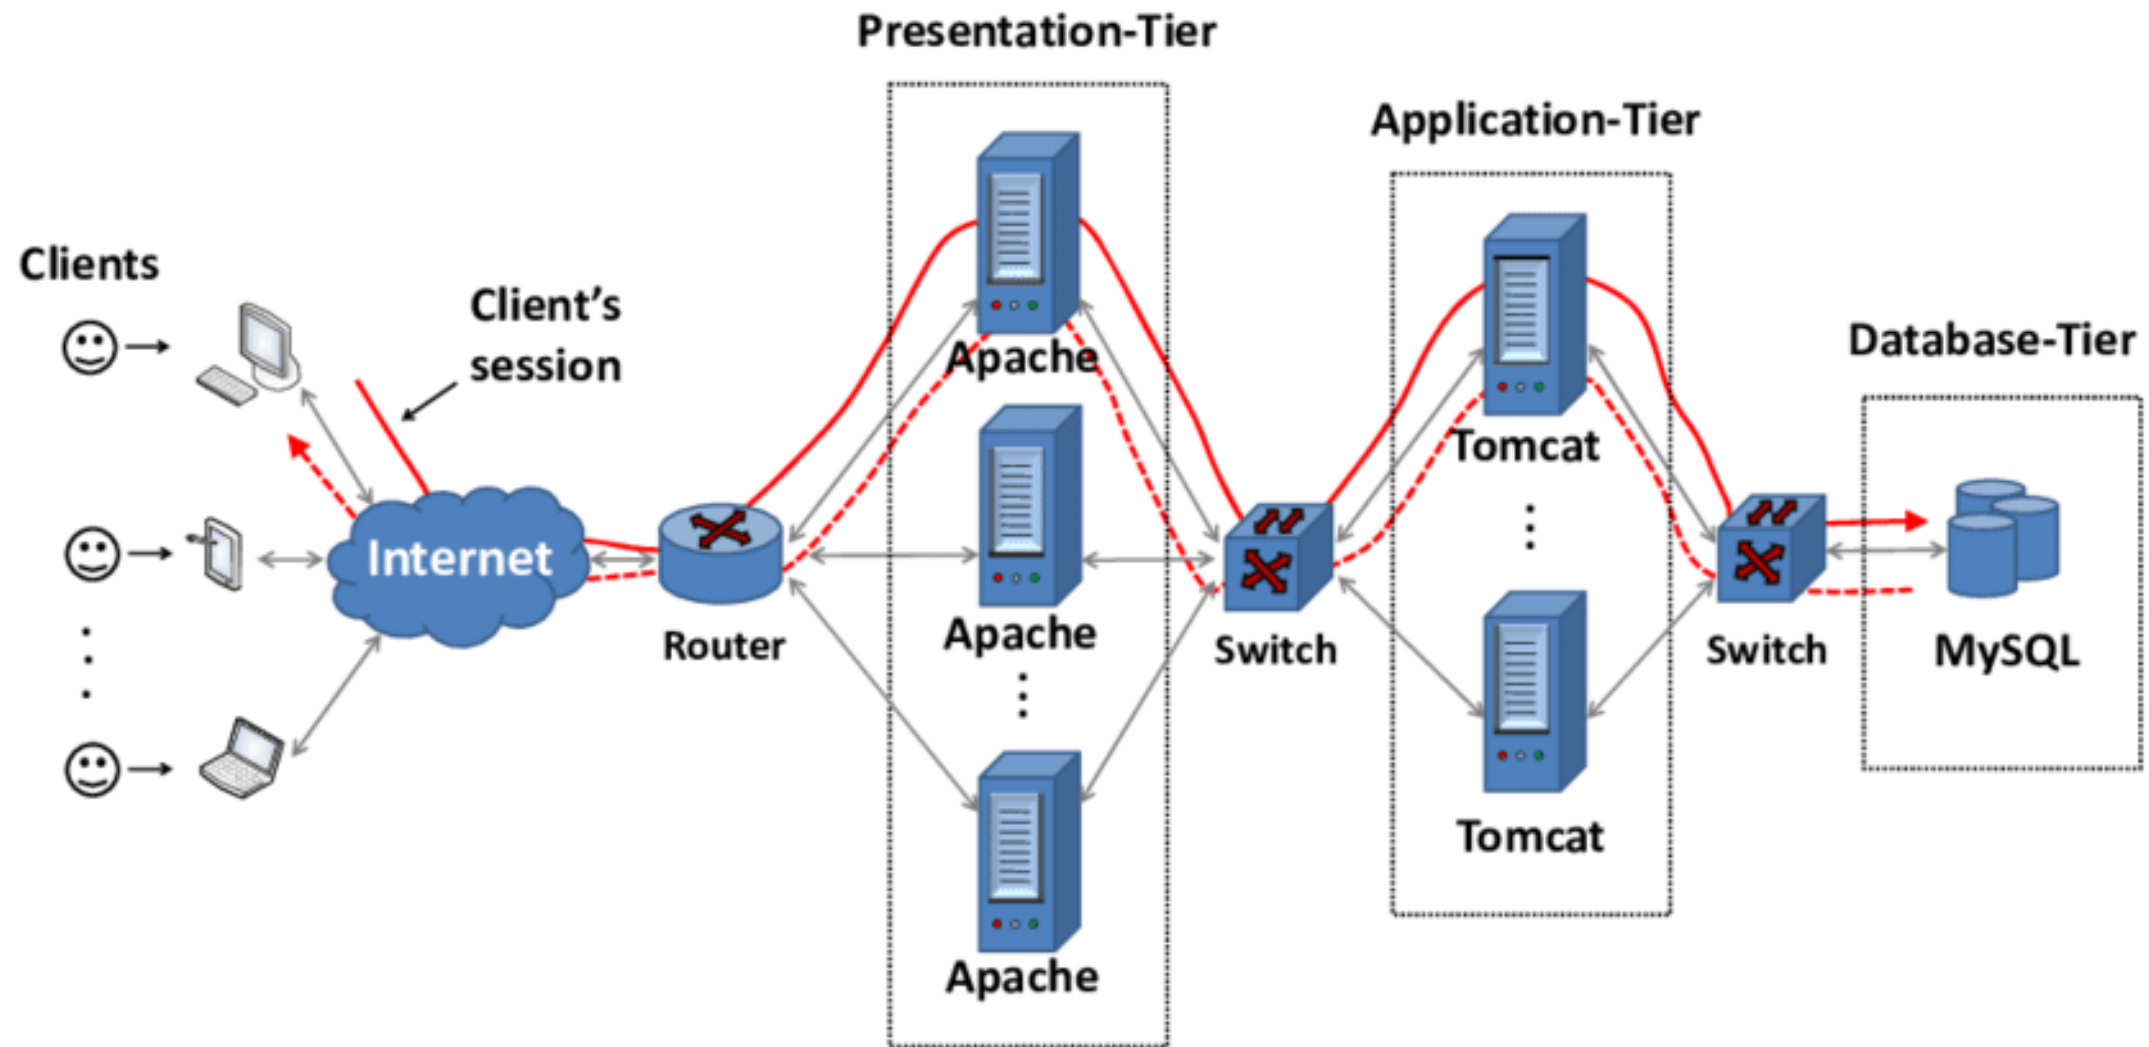 Presentation-Tier
Application-Tier
Clients
Client's
session
Database-Tier
Apache
Tomcat
Internet
Router
Apache
Switch
Switch
MySQL
Tomcat
Apache